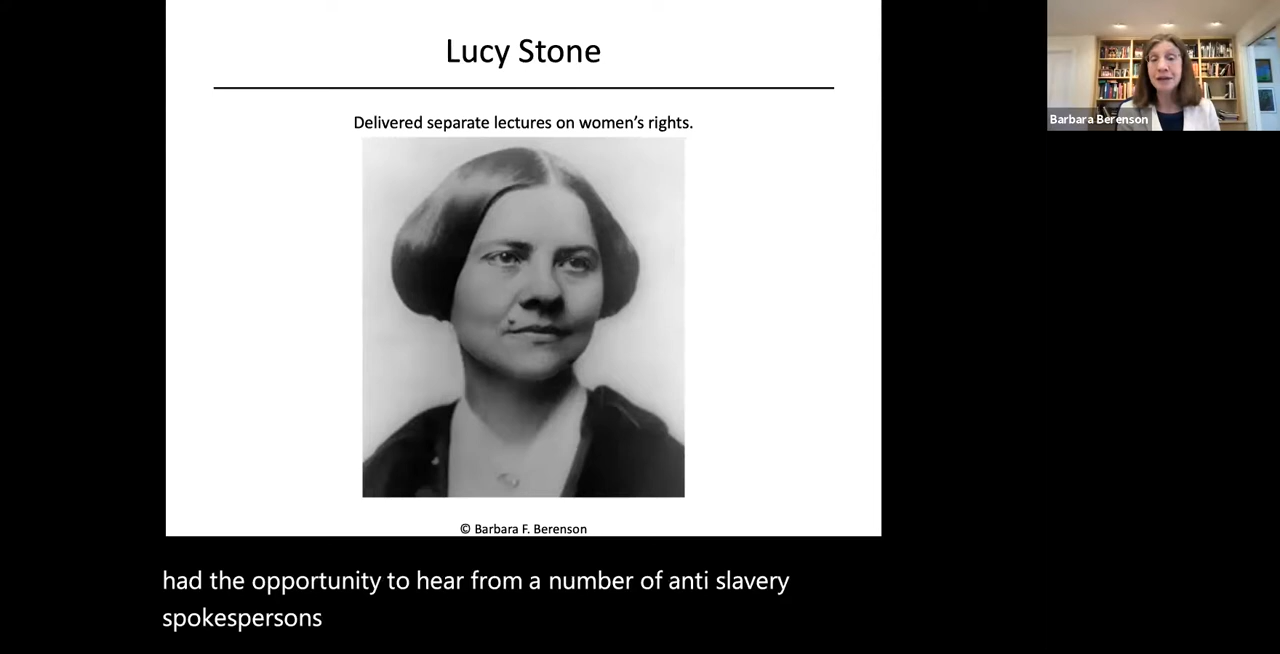 Lucy Stone
Delivered separate lectures on women's rights.
© Barbara F. Berenson
Barbara Berenson
had the opportunity to hear from a number of anti slavery
spokespersons